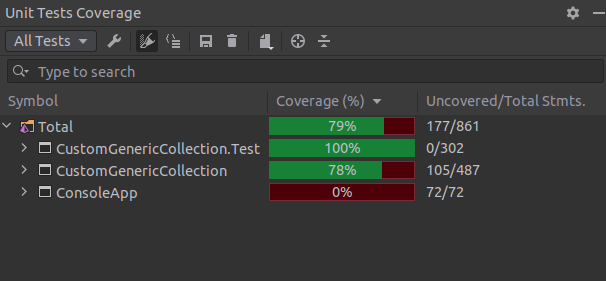 Unit Tests Coverage
All Tests
Type to search
Symbol Coverage (%) Uncovered/Total Stmts.
Total 79% 177/861
CustomGenericCollection.Test 100% 0/302
CustomGenericCollection 78% 105/487
ConsoleApp 0% 72/72